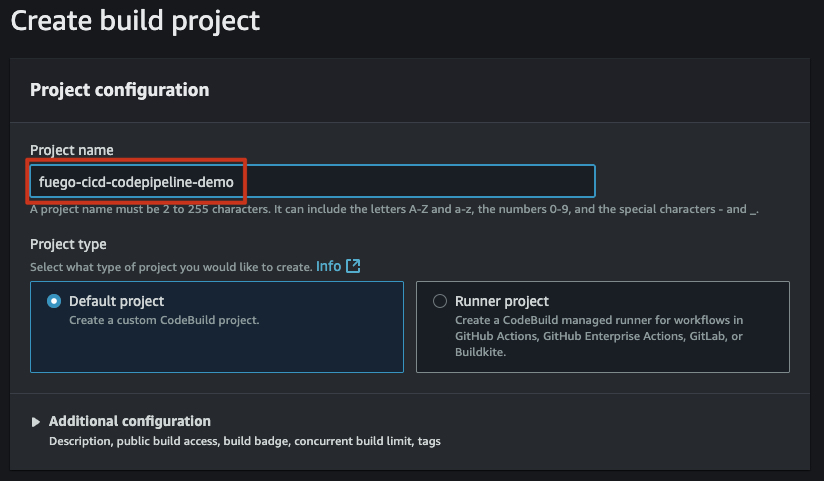 Create build project
Project configuration
Project name
fuego-cicd-codepipeline-demo
A project name must be 2 to 255 characters. It can include the letters A-Z and a-z, the numbers 0-9, and the special characters - and _.
Project type
Select what type of project you would like to create. Info
Default project
Create a custom CodeBuild project.
Runner project
Create a CodeBuild managed runner for workflows in
GitHub Actions, GitHub Enterprise Actions, GitLab, or
Buildkite.
Additional configuration
Description, public build access, build badge, concurrent build limit, tags